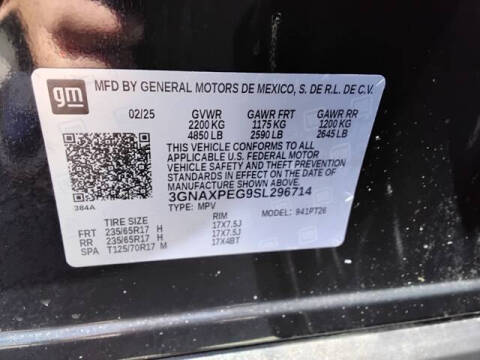 gm
MFD BY GENERAL MOTORS DE MEXICO, S. DE R.L. DE C.V.
02/25 GVWR GAWR FRT GAWR RR
2200 KG 1175 KG 1200 KG
4850 LB 2590 LB 2645 LB
THIS VEHICLE CONFORMS TO ALL
APPLICABLE U.S. FEDERAL MOTOR
VEHICLE SAFETY, BUMPER, AND THEFT
PREVENTION STANDARDS IN EFFECT ON
THE DATE OF MANUFACTURE SHOWN ABOVE.
3GNAXPEG9SL296714
384A
TYPE: MPV MODEL: 941PT26
TIRE SIZE RIM
FRT 235/65R17 H 17X7.5J
RR 235/65R17 H 17X7.5J
SPA T125/70R17 M 17X4BT